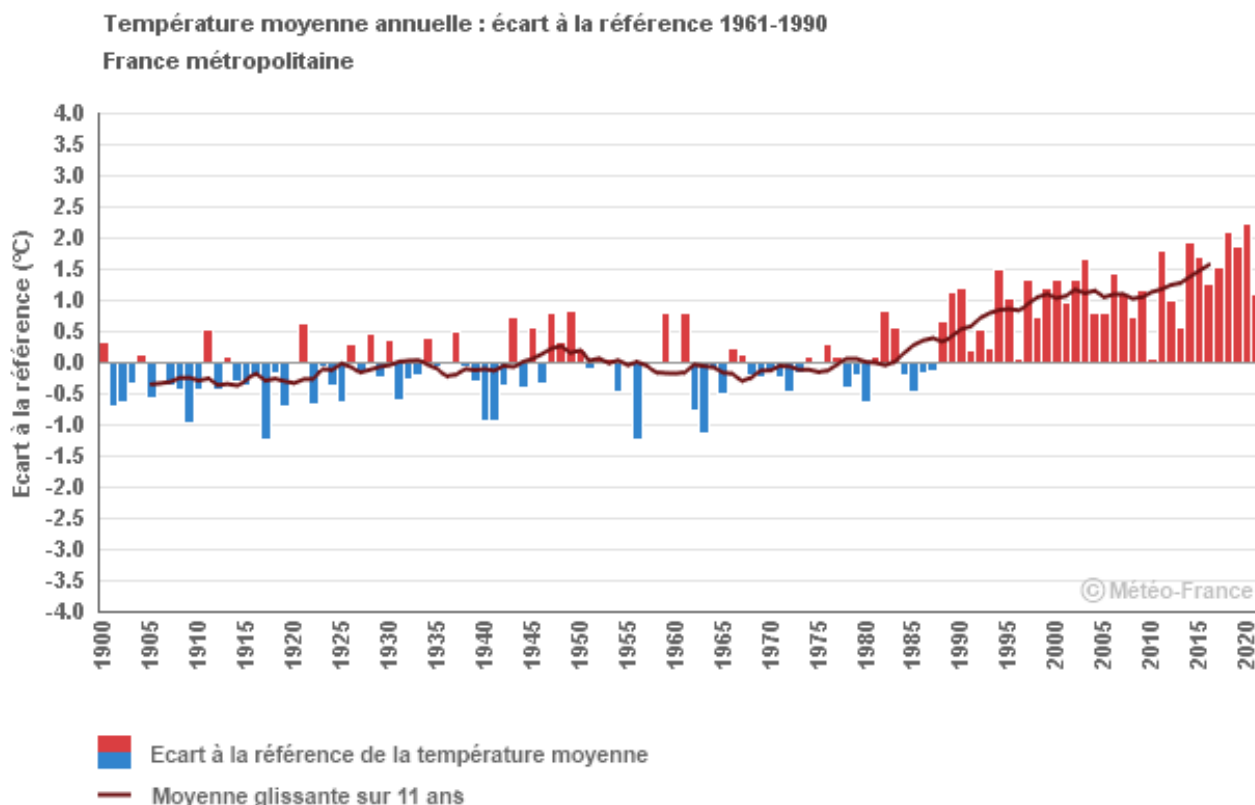 Température moyenne annuelle : écart à la référence 1961-1990
France métropolitaine
Ecart à la référence (°C)
4.0
3.5
3.0
2.5
2.0
1.5
1.0
0.5
0.0
-0.5
-1.0
-1.5
-2.0
-2.5
-3.0
-3.5
-4.0
© Météo-France
1900 1905 1910 1915 1920 1925 1930 1935 1940 1945 1950 1955 1960 1965 1970 1975 1980 1985 1990 1995 2000 2005 2010 2015 2020
Ecart à la référence de la température moyenne
Moyenne glissante sur 11 ans